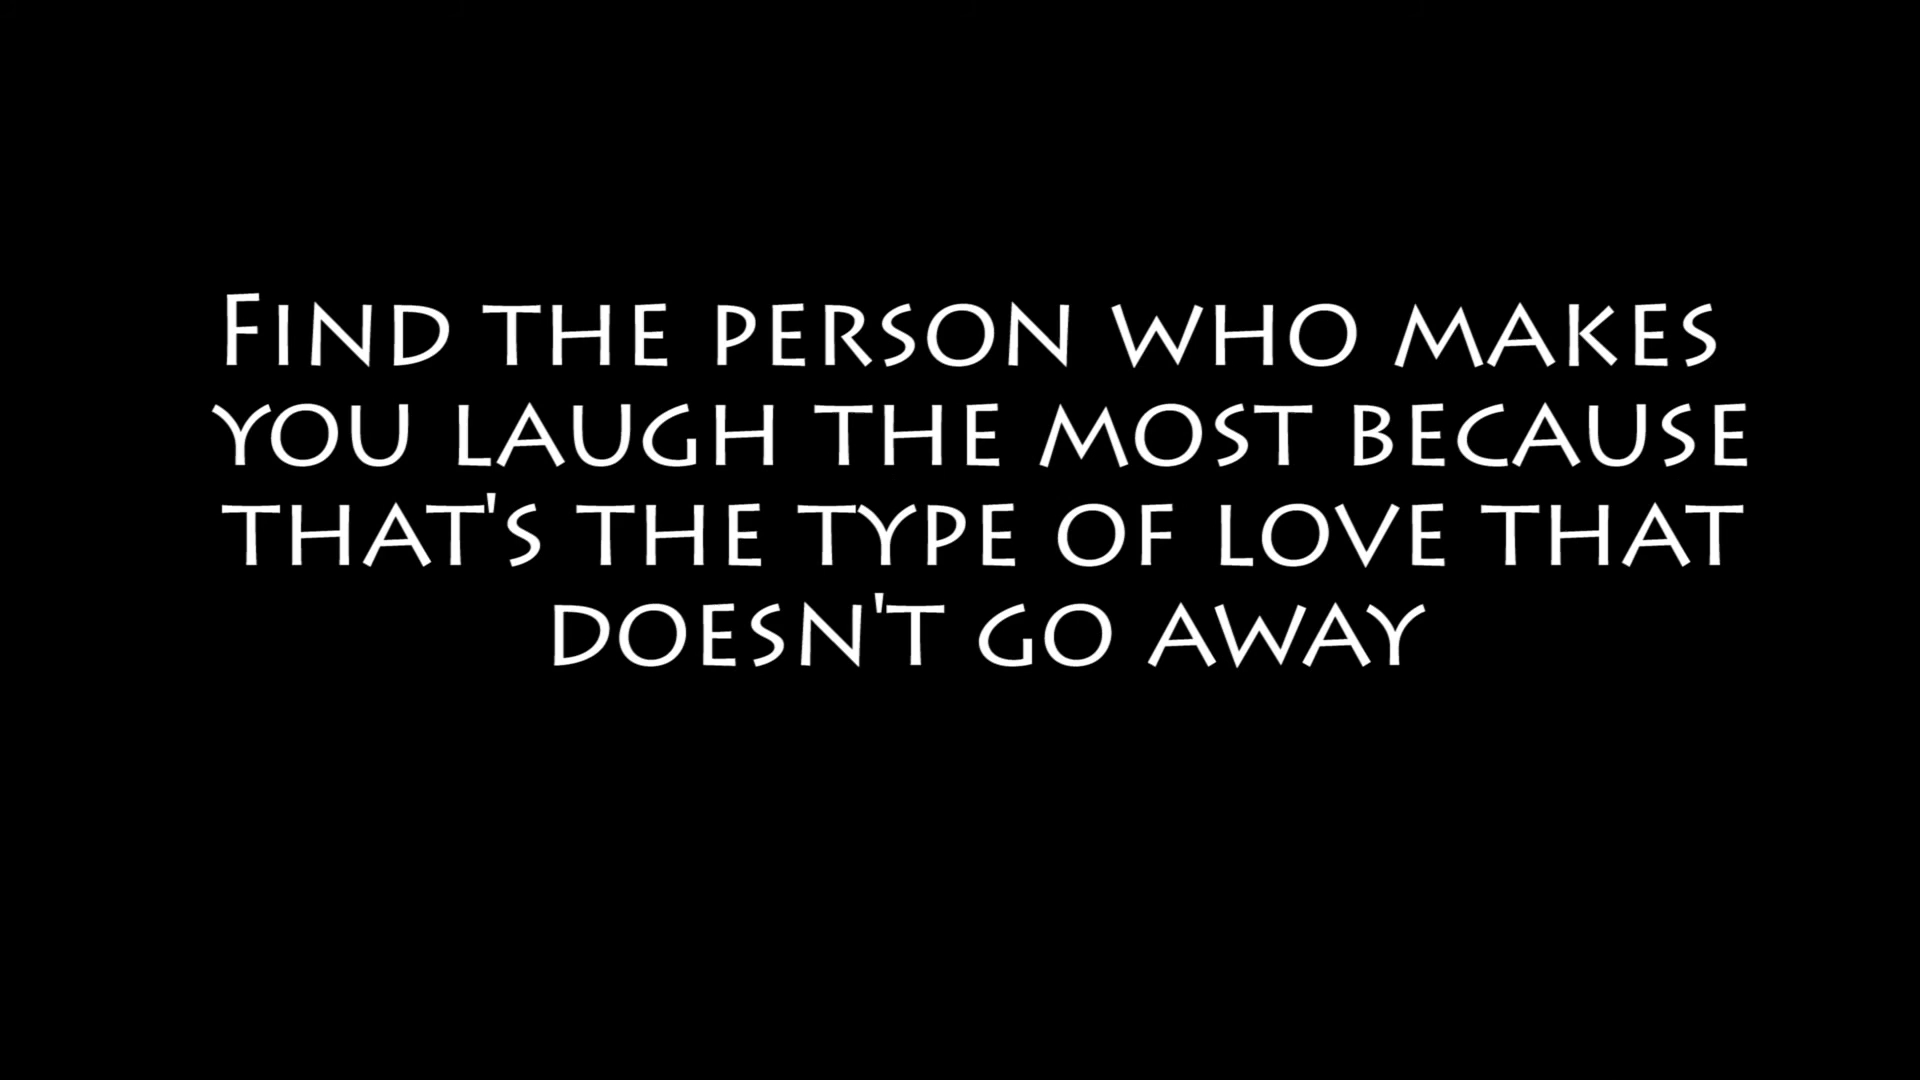 Find the person who makes
you laugh the most because
that's the type of love that
doesn't go away